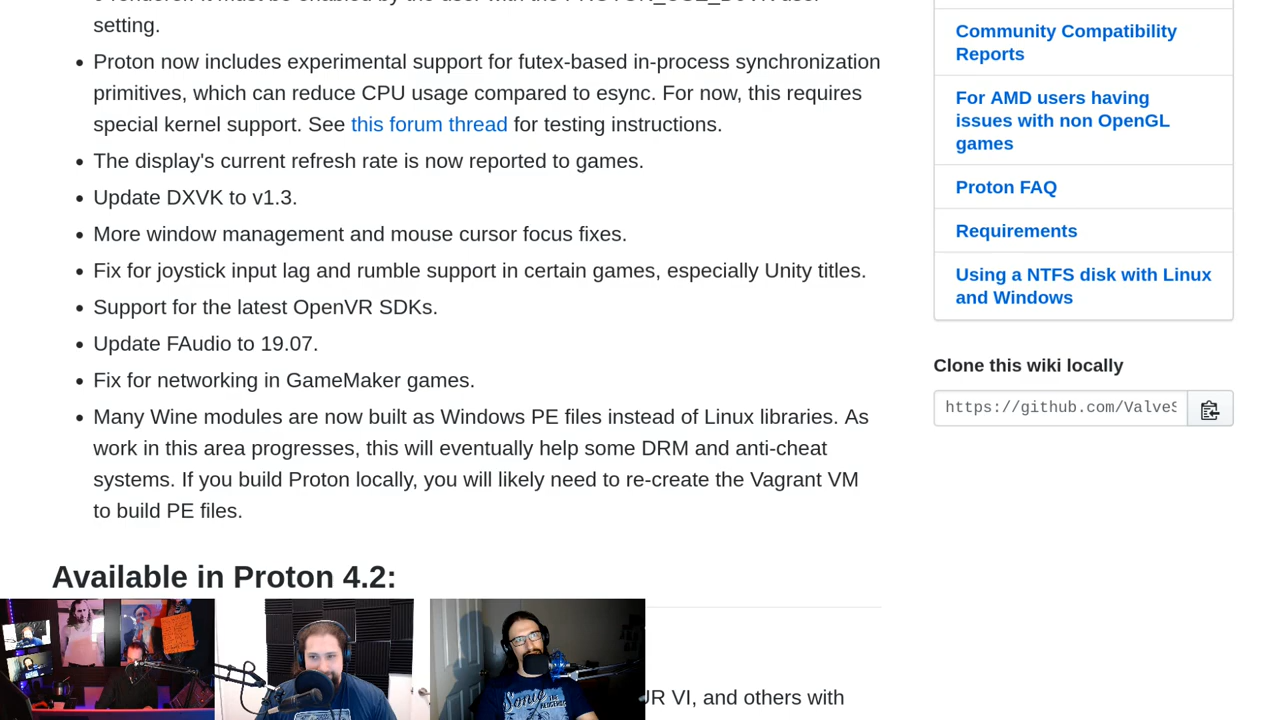 setting.
Proton now includes experimental support for futex-based in-process synchronization
primitives, which can reduce CPU usage compared to esync. For now, this requires
special kernel support. See this forum thread for testing instructions.
The display's current refresh rate is now reported to games.
Update DXVK to v1.3.
More window management and mouse cursor focus fixes.
Fix for joystick input lag and rumble support in certain games, especially Unity titles.
Support for the latest OpenVR SDKs.
Update FAudio to 19.07.
Fix for networking in GameMaker games.
Many Wine modules are now built as Windows PE files instead of Linux libraries. As
work in this area progresses, this will eventually help some DRM and anti-cheat
systems. If you build Proton locally, you will likely need to re-create the Vagrant VM
to build PE files.
Available in Proton 4.2:
VI, and others with
Community Compatibility
Reports
For AMD users having
issues with non OpenGL
games
Proton FAQ
Requirements
Using a NTFS disk with Linux
and Windows
Clone this wiki locally
https://github.com/ValveS